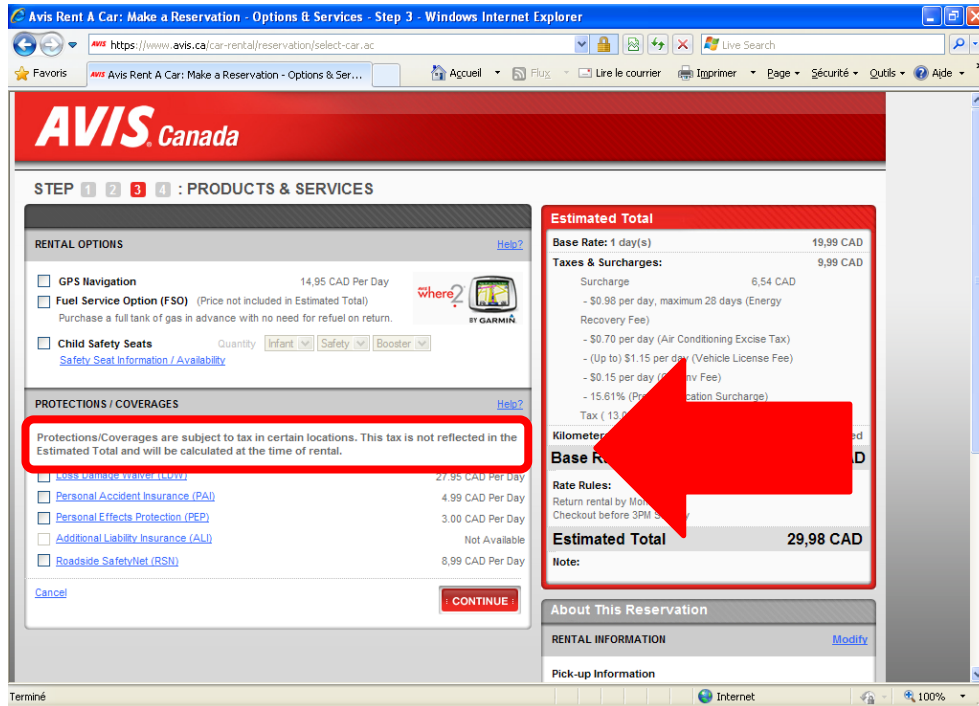 Avis Rent A Car: Make a Reservation - Options & Services - Step 3 - Windows Internet Explorer
AVIS https://www.avis.ca/car-rental/reservation/select-car.ac
Live Search
Favoris
AVIS Avis Rent A Car: Make a Reservation - Options & Ser...
Accueil
Flux
Lire le courrier
Imprimer
Page
Sécurité
Outils
Aide
AVIS. Canada
STEP 1 2 3 4 : PRODUCTS & SERVICES
RENTAL OPTIONS Help?
GPS Navigation 14,95 CAD Per Day
Fuel Service Option (FSO) (Price not included in Estimated Total)
Purchase a full tank of gas in advance with no need for refuel on return.
AVIS where2
BY GARMIN
Child Safety Seats Quantity Infant Safety Booster
Safety Seat Information / Availability
PROTECTIONS / COVERAGES Help?
Protections/Coverages are subject to tax in certain locations. This tax is not reflected in the
Estimated Total and will be calculated at the time of rental.
Loss Damage Waiver (LDW) 27.95 CAD Per Day
Personal Accident Insurance (PAI) 4.99 CAD Per Day
Personal Effects Protection (PEP) 3.00 CAD Per Day
Additional Liability Insurance (ALI) Not Available
Roadside SafetyNet (RSN) 8,99 CAD Per Day
Cancel
CONTINUE
Estimated Total
Base Rate: 1 day(s) 19,99 CAD
Taxes & Surcharges: 9,99 CAD
Surcharge 6,54 CAD
- $0.98 per day, maximum 28 days (Energy
Recovery Fee)
- $0.70 per day (Air Conditioning Excise Tax)
- (Up to) $1.15 per day (Vehicle License Fee)
- $0.15 per day Fee)
- 15.61% Surcharge)
Tax (
Base
Rate Rules:
Return rental by
Checkout before 3PM
Estimated Total 29,98 CAD
Note:
About This Reservation
RENTAL INFORMATION Modify
Pick-up Information
Terminé
Internet
100%